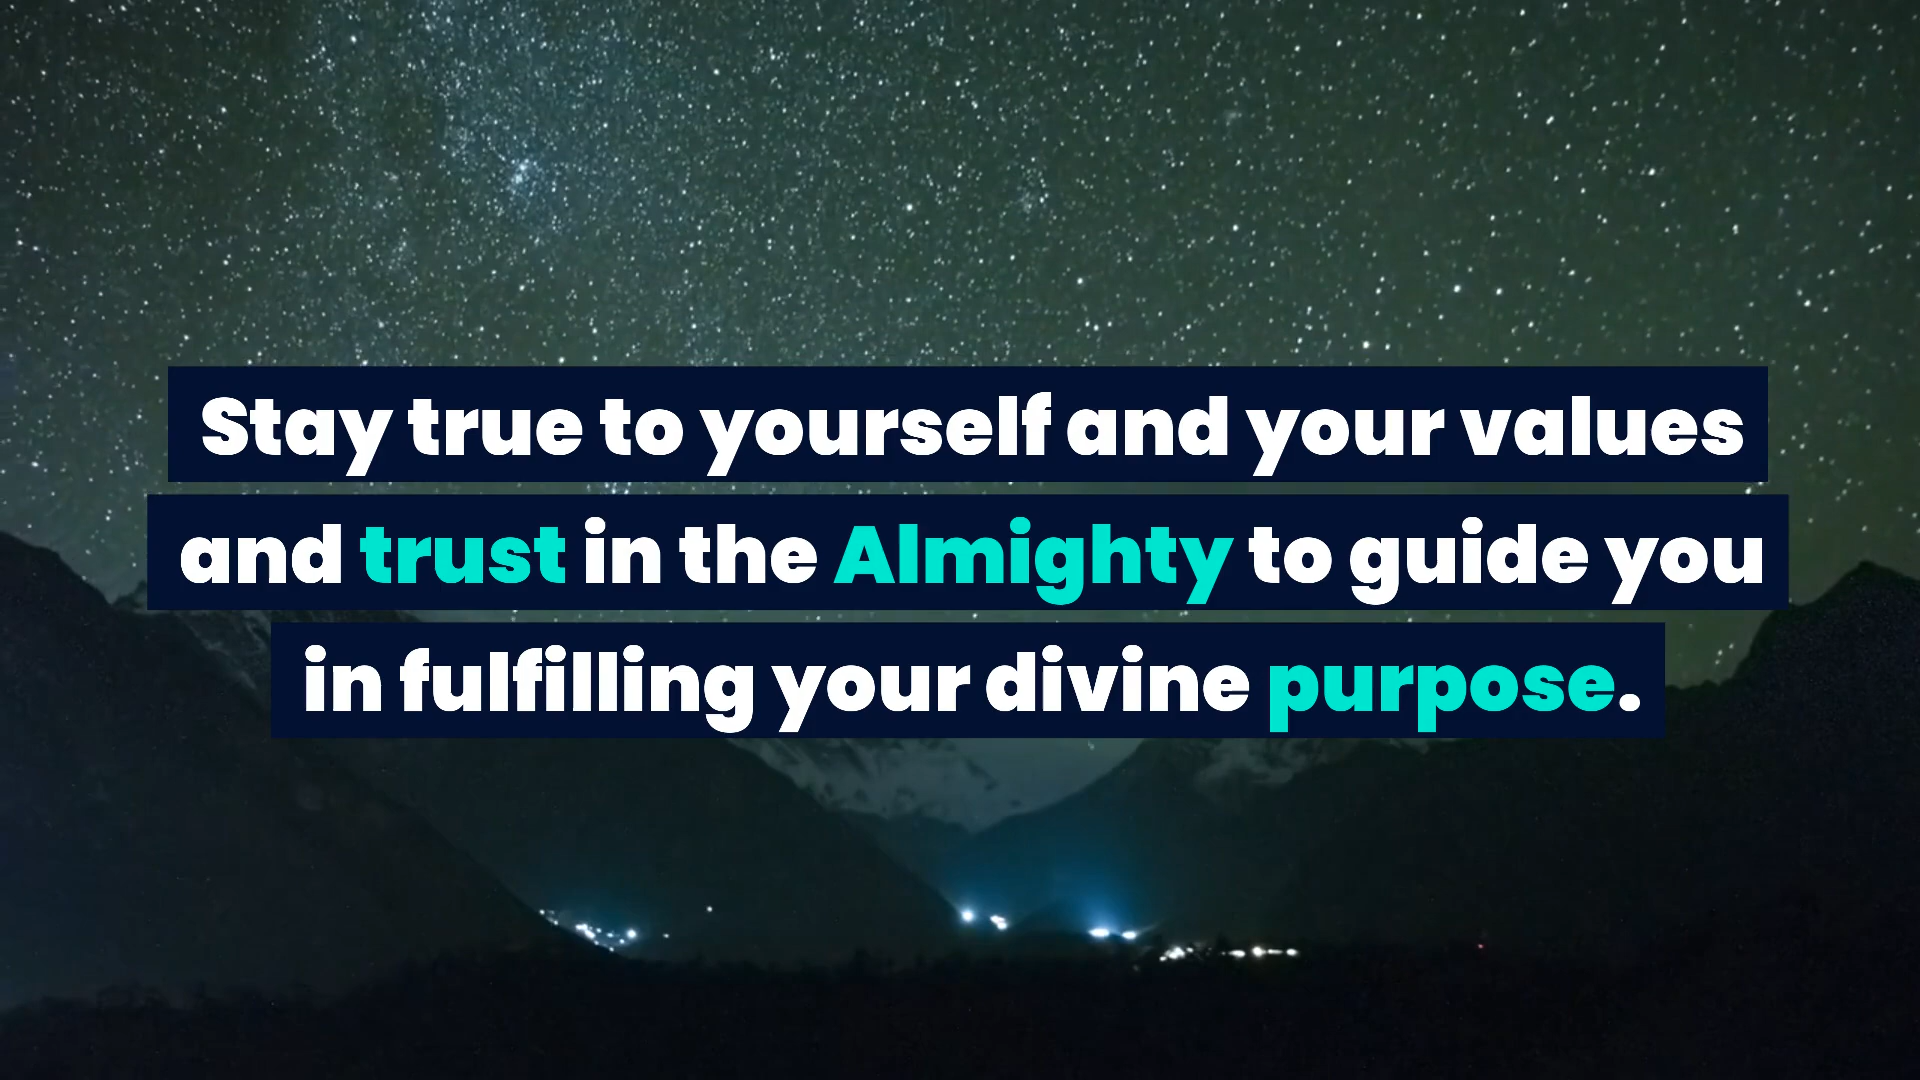 Stay true to yourself and your values
and trust in the Almighty to guide you
in fulfilling your divine purpose.